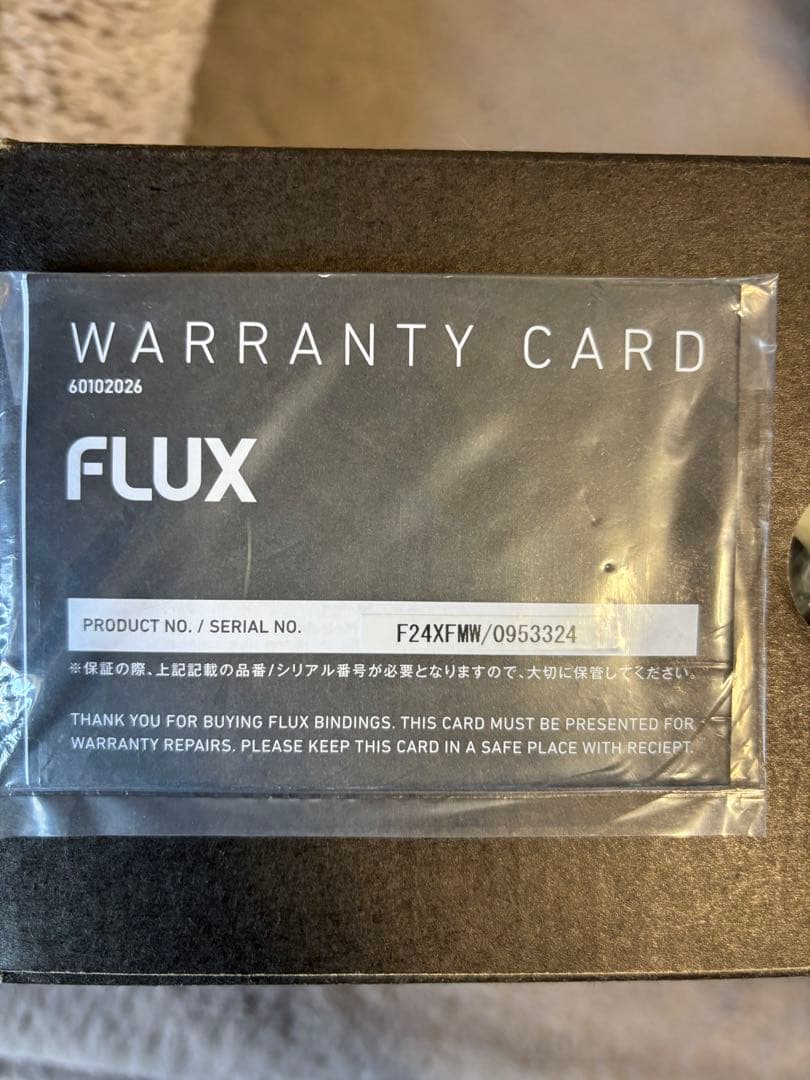 WARRANTY CARD
60102026
FLUX
PRODUCT NO. / SERIAL NO. F24XFMW/0953324
※保証の際、上記記載の品番/シリアル番号が必要となりますので、大切に保管してください。
THANK YOU FOR BUYING FLUX BINDINGS. THIS CARD MUST BE PRESENTED FOR
WARRANTY REPAIRS. PLEASE KEEP THIS CARD IN A SAFE PLACE WITH RECIEPT.